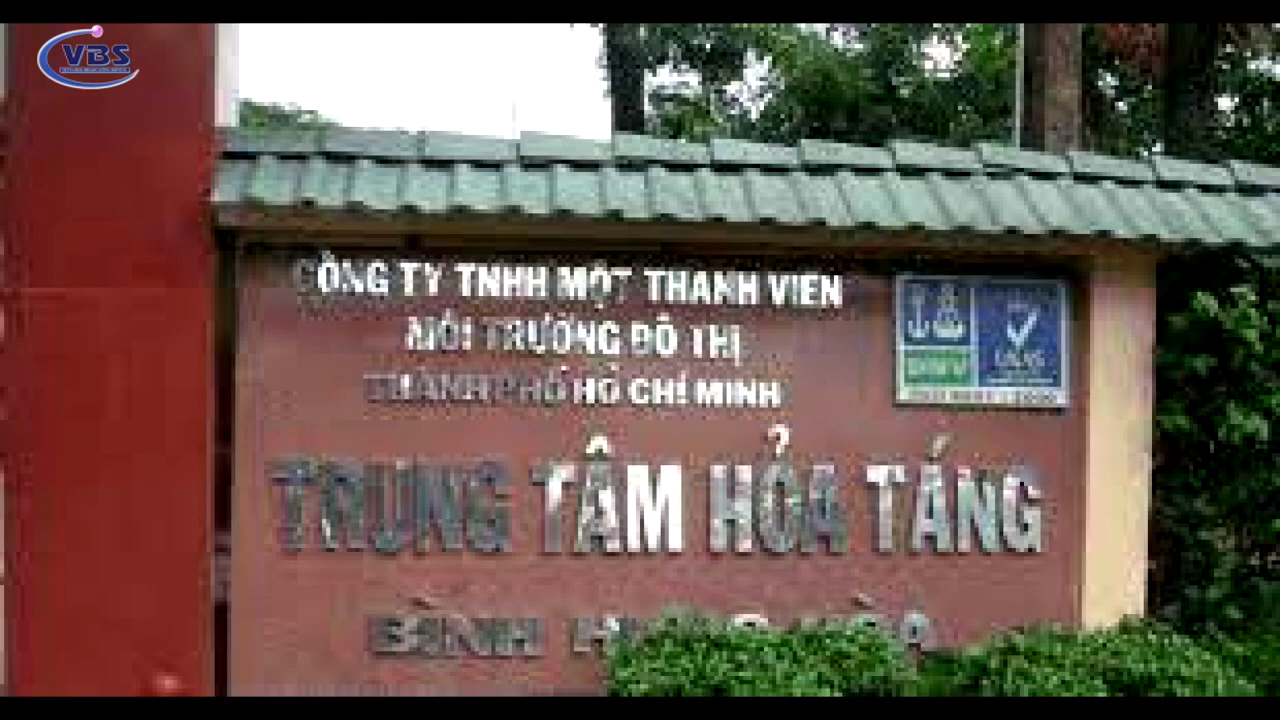 VBS
CÔNG TY TNHH MỘT THÀNH VIÊN
MÔI TRƯỜNG ĐÔ THỊ
THÀNH PHỐ HỒ CHÍ MINH
TRUNG TÂM HỎA TÁNG
BÌNH
UKAS